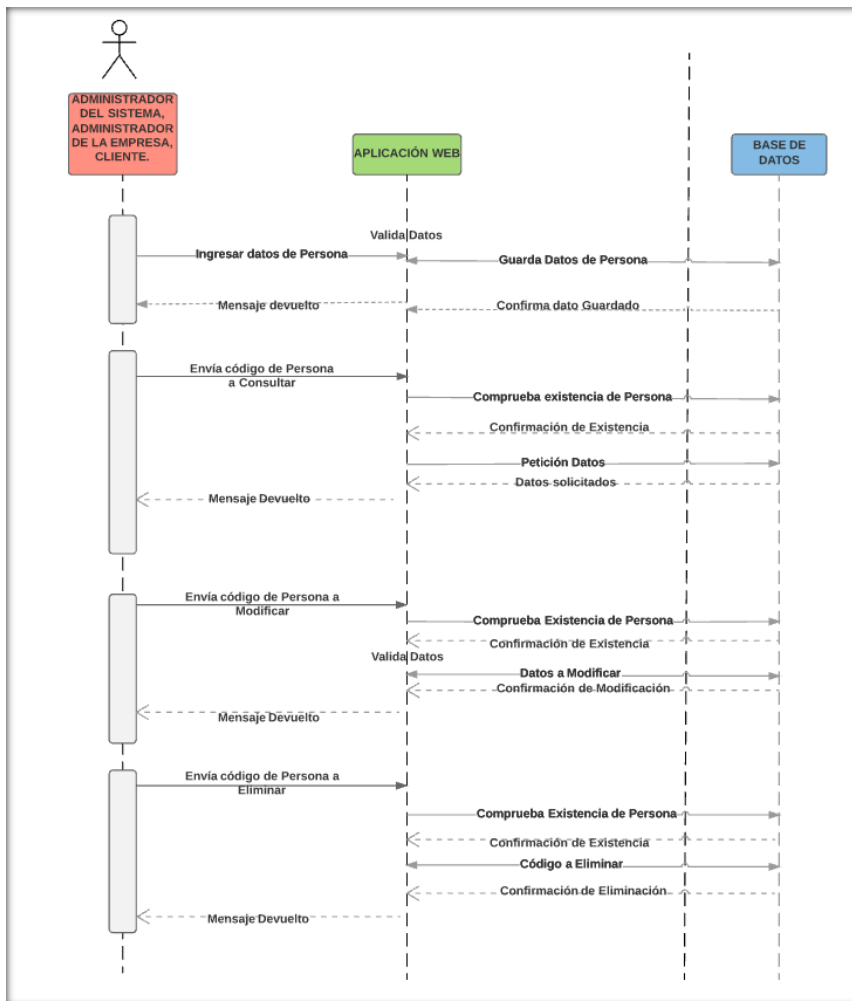 ADMINISTRADOR
DEL SISTEMA,
ADMINISTRADOR
DE LA EMPRESA,
CLIENTE.
APLICACIÓN WEB
BASE DE
DATOS
Valida Datos
Ingresar datos de Persona
Guarda Datos de Persona
Mensaje devuelto
Confirma dato Guardado
Envía código de Persona
a Consultar
Comprueba existencia de Persona
Confirmación de Existencia
Petición Datos
Datos solicitados
Mensaje Devuelto
Envía código de Persona a
Modificar
Comprueba Existencia de Persona
Confirmación de Existencia
Valida Datos
Datos a Modificar
Confirmación de Modificación
Mensaje Devuelto
Envía código de Persona a
Eliminar
Comprueba Existencia de Persona
Confirmación de Existencia
Código a Eliminar
Confirmación de Eliminación
Mensaje Devuelto